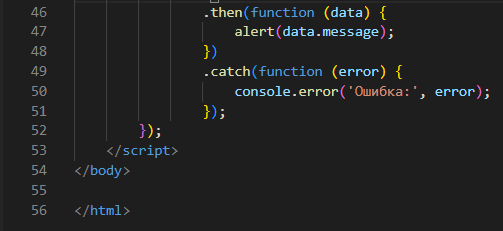 46 .then(function (data) {
47 alert(data.message);
48 })
49 .catch(function (error) {
50 console.error('Ошибка:', error);
51 });
52 });
53 </script>
54 </body>
55
56 </html>